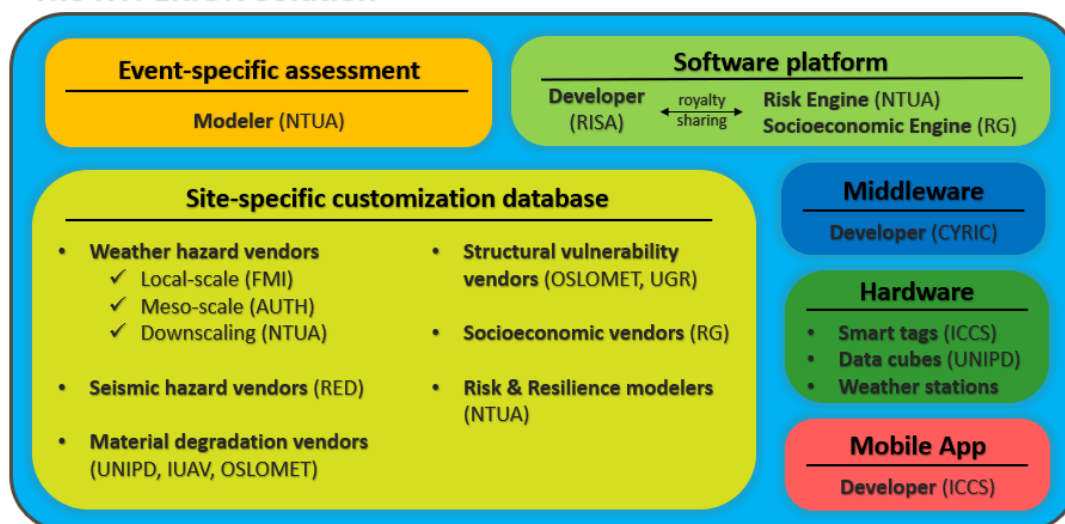 Event-specific assessment
Modeler (NTUA)
Software platform
Developer
(RISA)
royalty
sharing
Risk Engine (NTUA)
Socioeconomic Engine (RG)
Site-specific customization database
• Weather hazard vendors
✓ Local-scale (FMI)
✓ Meso-scale (AUTH)
✓ Downscaling (NTUA)
• Seismic hazard vendors (RED)
• Material degradation vendors
(UNIPD, IUAV, OSLOMET)
• Structural vulnerability
vendors (OSLOMET, UGR)
• Socioeconomic vendors (RG)
• Risk & Resilience modelers
(NTUA)
Middleware
Developer (CYRIC)
Hardware
• Smart tags (ICCS)
• Data cubes (UNIPD)
• Weather stations
Mobile App
Developer (ICCS)